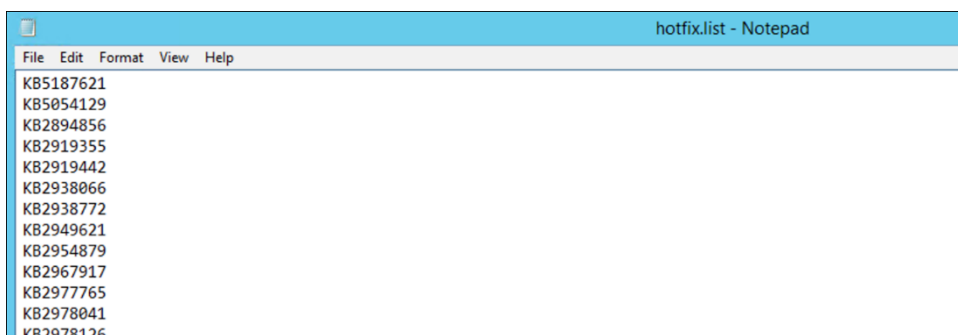 hotfix.list - Notepad
File Edit Format View Help
KB5187621
KB5054129
KB2894856
KB2919355
KB2919442
KB2938066
KB2938772
KB2949621
KB2954879
KB2967917
KB2977765
KB2978041
KB2978126